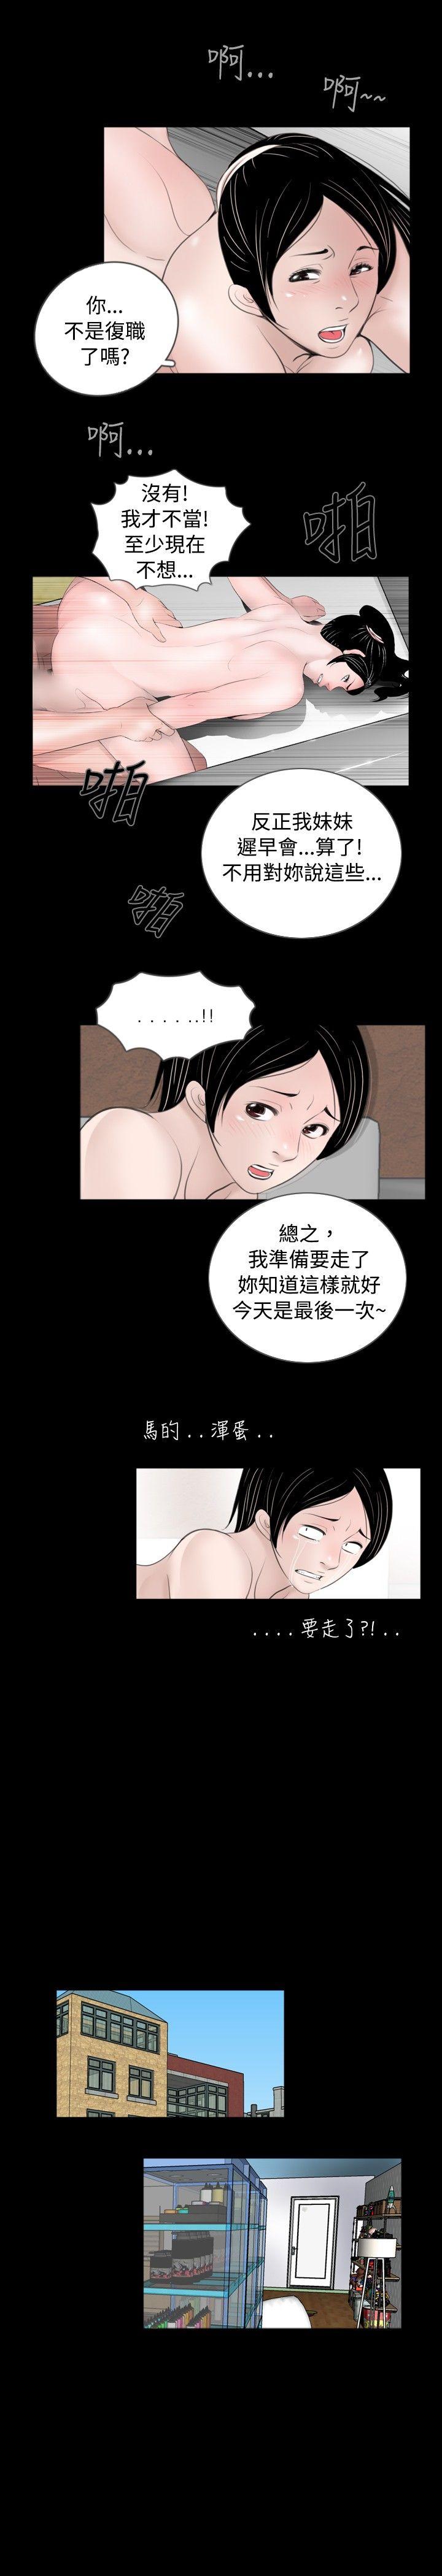 啊...
啊~~
你...
不是復職
了嗎?
啊...
沒有!
我才不當!
至少現在
不想...
啪
啪
反正我妹妹
遲早會...算了!
不用對妳說這些...
啪
......!!
總之，
我準備要走了
妳知道這樣就好
今天是最後一次~
馬的..渾蛋..
....要走了?!..